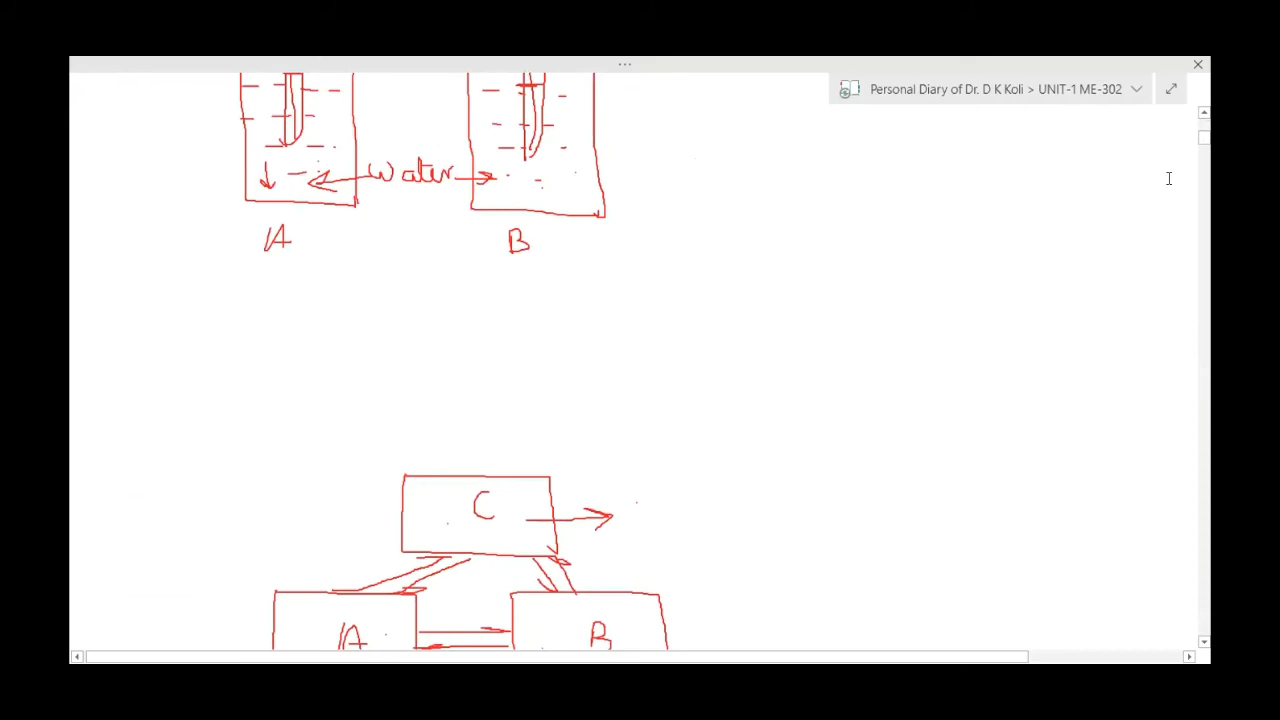 Personal Diary of Dr. D K Koli > UNIT-1 ME-302
water
A B
C
A B